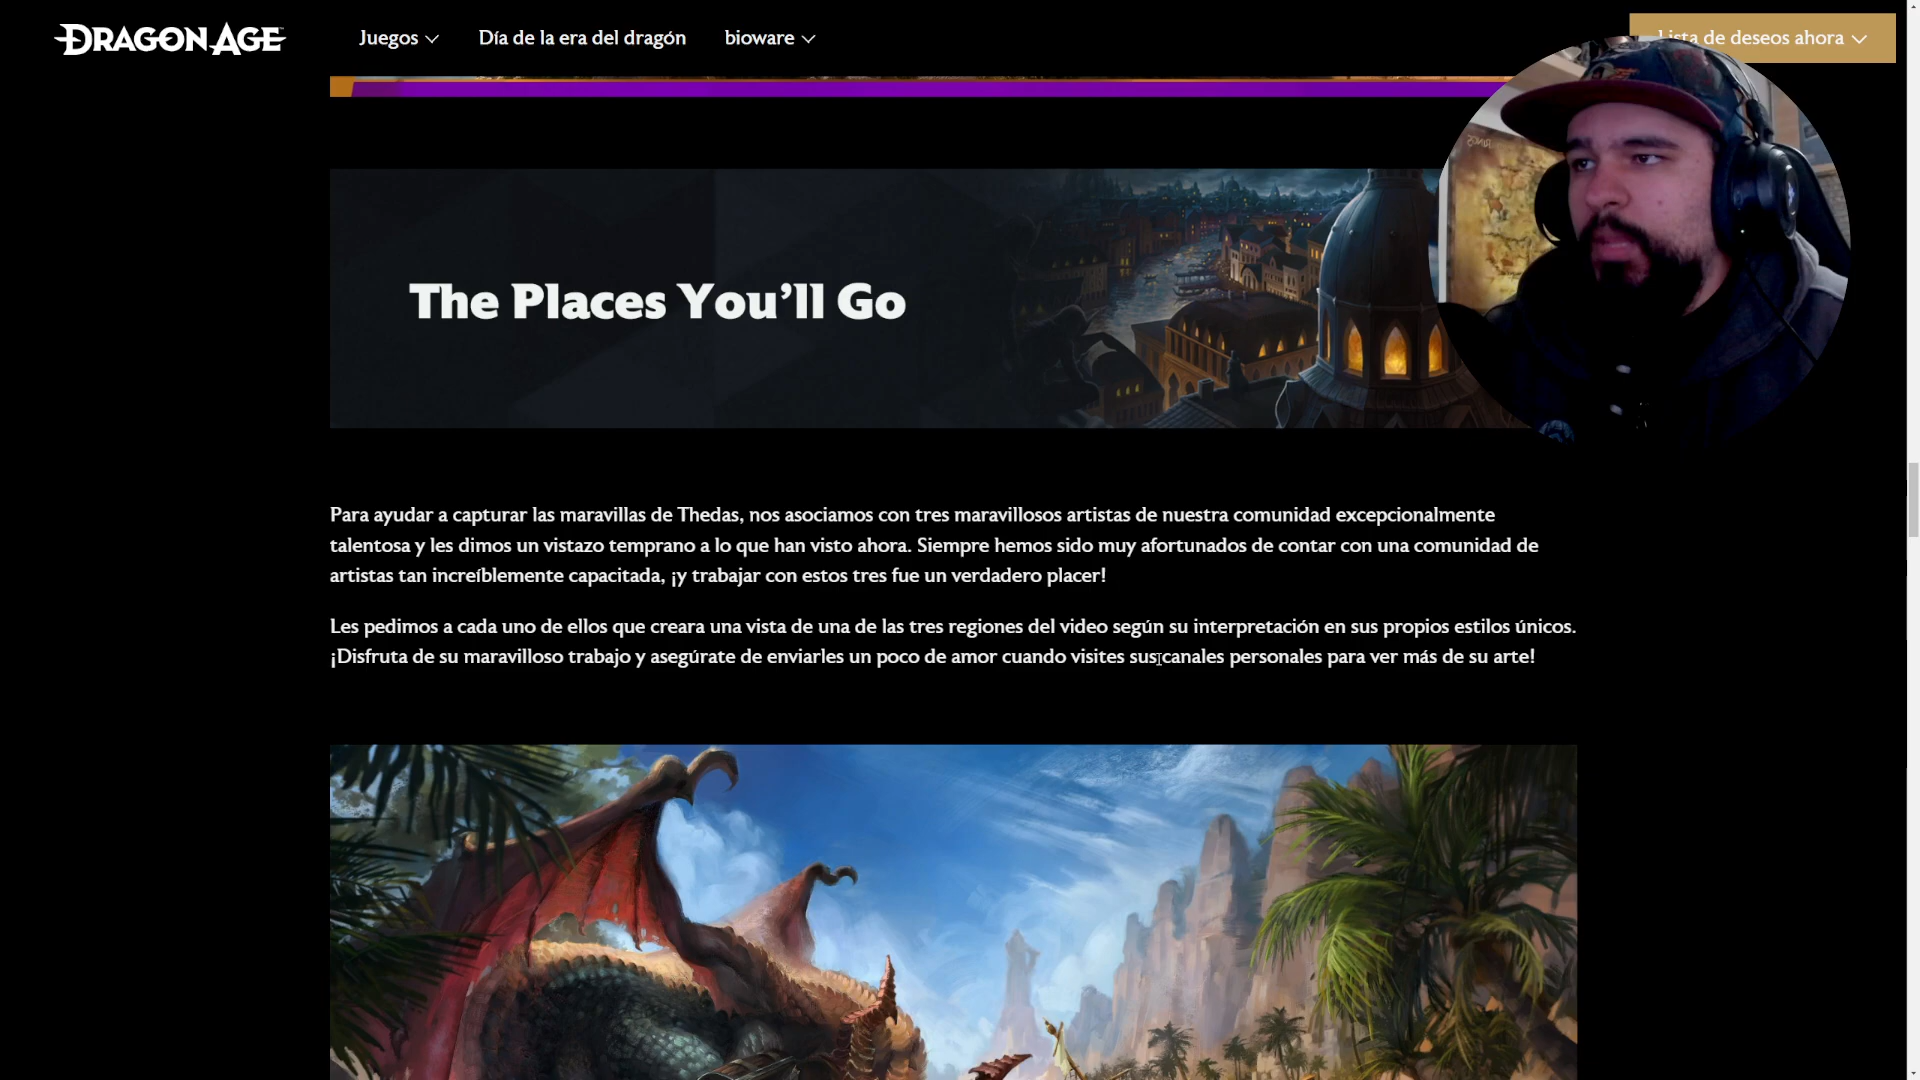 DRAGON AGE
Juegos
Día de la era del dragón
bioware
Lista de deseos ahora
The Places You'll Go
Para ayudar a capturar las maravillas de Thedas, nos asociamos con tres maravillosos artistas de nuestra comunidad excepcionalmente
talentosa y les dimos un vistazo temprano a lo que han visto ahora. Siempre hemos sido muy afortunados de contar con una comunidad de
artistas tan increíblemente capacitada, ¡y trabajar con estos tres fue un verdadero placer!
Les pedimos a cada uno de ellos que creara una vista de una de las tres regiones del video según su interpretación en sus propios estilos únicos.
¡Disfruta de su maravilloso trabajo y asegúrate de enviarles un poco de amor cuando visites sus canales personales para ver más de su arte!